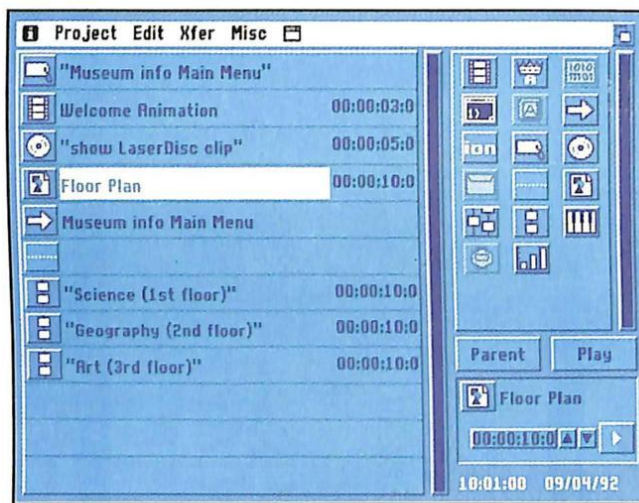 Project Edit Xfer Misc
"Museum info Main Menu"
Welcome Animation 00:00:03:0
"show LaserDisc clip" 00:00:05:0
Floor Plan 00:00:10:0
Museum info Main Menu
"Science (1st floor)" 00:00:10:0
"Geography (2nd floor)" 00:00:10:0
"Art (3rd floor)" 00:00:10:0
1010
ion
Parent Play
Floor Plan
00:00:10:0
10:01:00 09/04/92